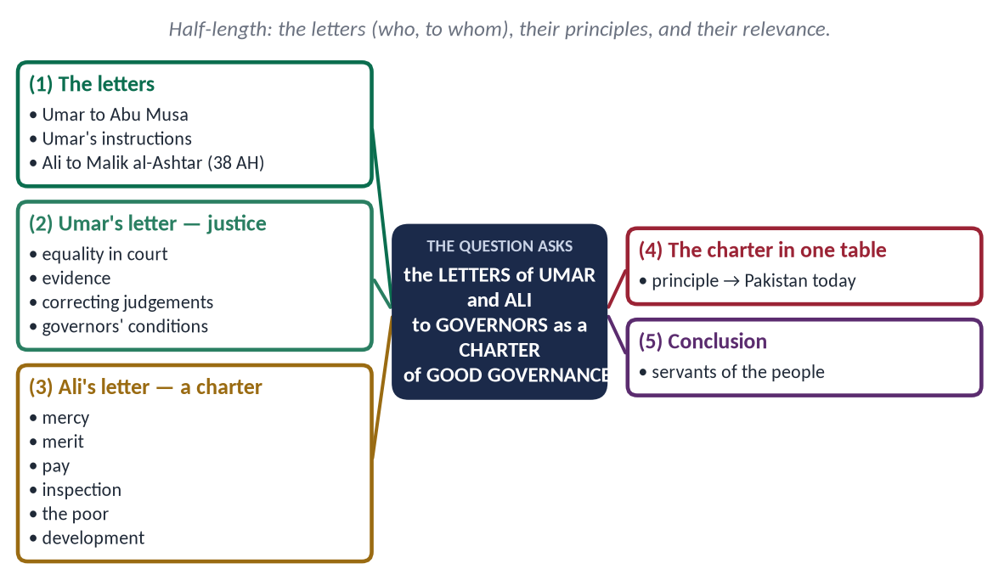 Half-length: the letters (who, to whom), their principles, and their relevance.
(1) The letters
• Umar to Abu Musa
• Umar's instructions
• Ali to Malik al-Ashtar (38 AH)
(2) Umar's letter — justice
• equality in court
• evidence
• correcting judgements
• governors' conditions
(3) Ali's letter — a charter
• mercy
• merit
• pay
• inspection
• the poor
• development
THE QUESTION ASKS
the LETTERS of UMAR
and ALI
to GOVERNORS as a
CHARTER
of GOOD GOVERNANCE
(4) The charter in one table
• principle → Pakistan today
(5) Conclusion
• servants of the people